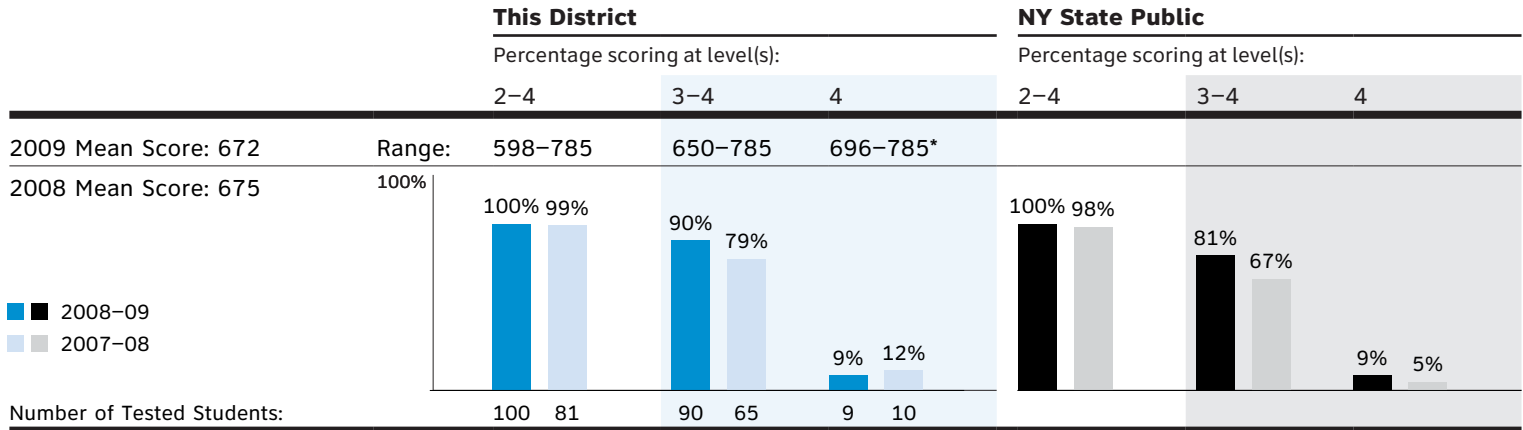 This District NY State Public
Percentage scoring at level(s): Percentage scoring at level(s):
2–4 3–4 4 2–4 3–4 4
2009 Mean Score: 672 Range: 598–785 650–785 696–785*
2008 Mean Score: 675 100%
100% 99% 90% 79% 9% 12% 100% 98% 81% 67% 9% 5%
2008–09
2007–08
Number of Tested Students: 100 81 90 65 9 10